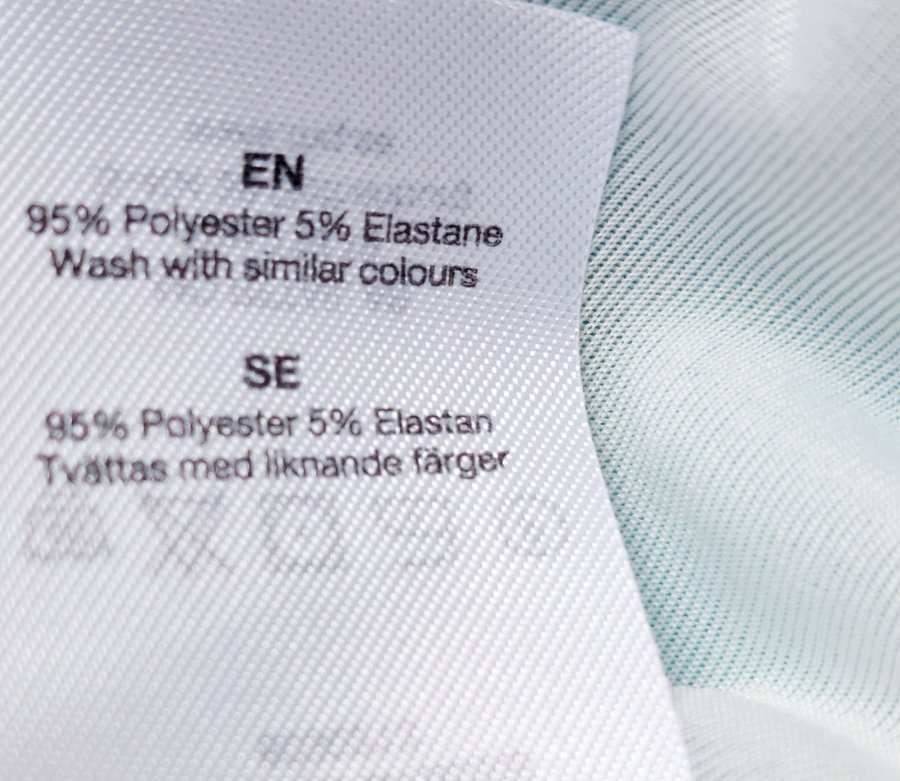 EN
95% Polyester 5% Elastane
Wash with similar colours
SE
95% Polyester 5% Elastan
Tvättas med liknande färger